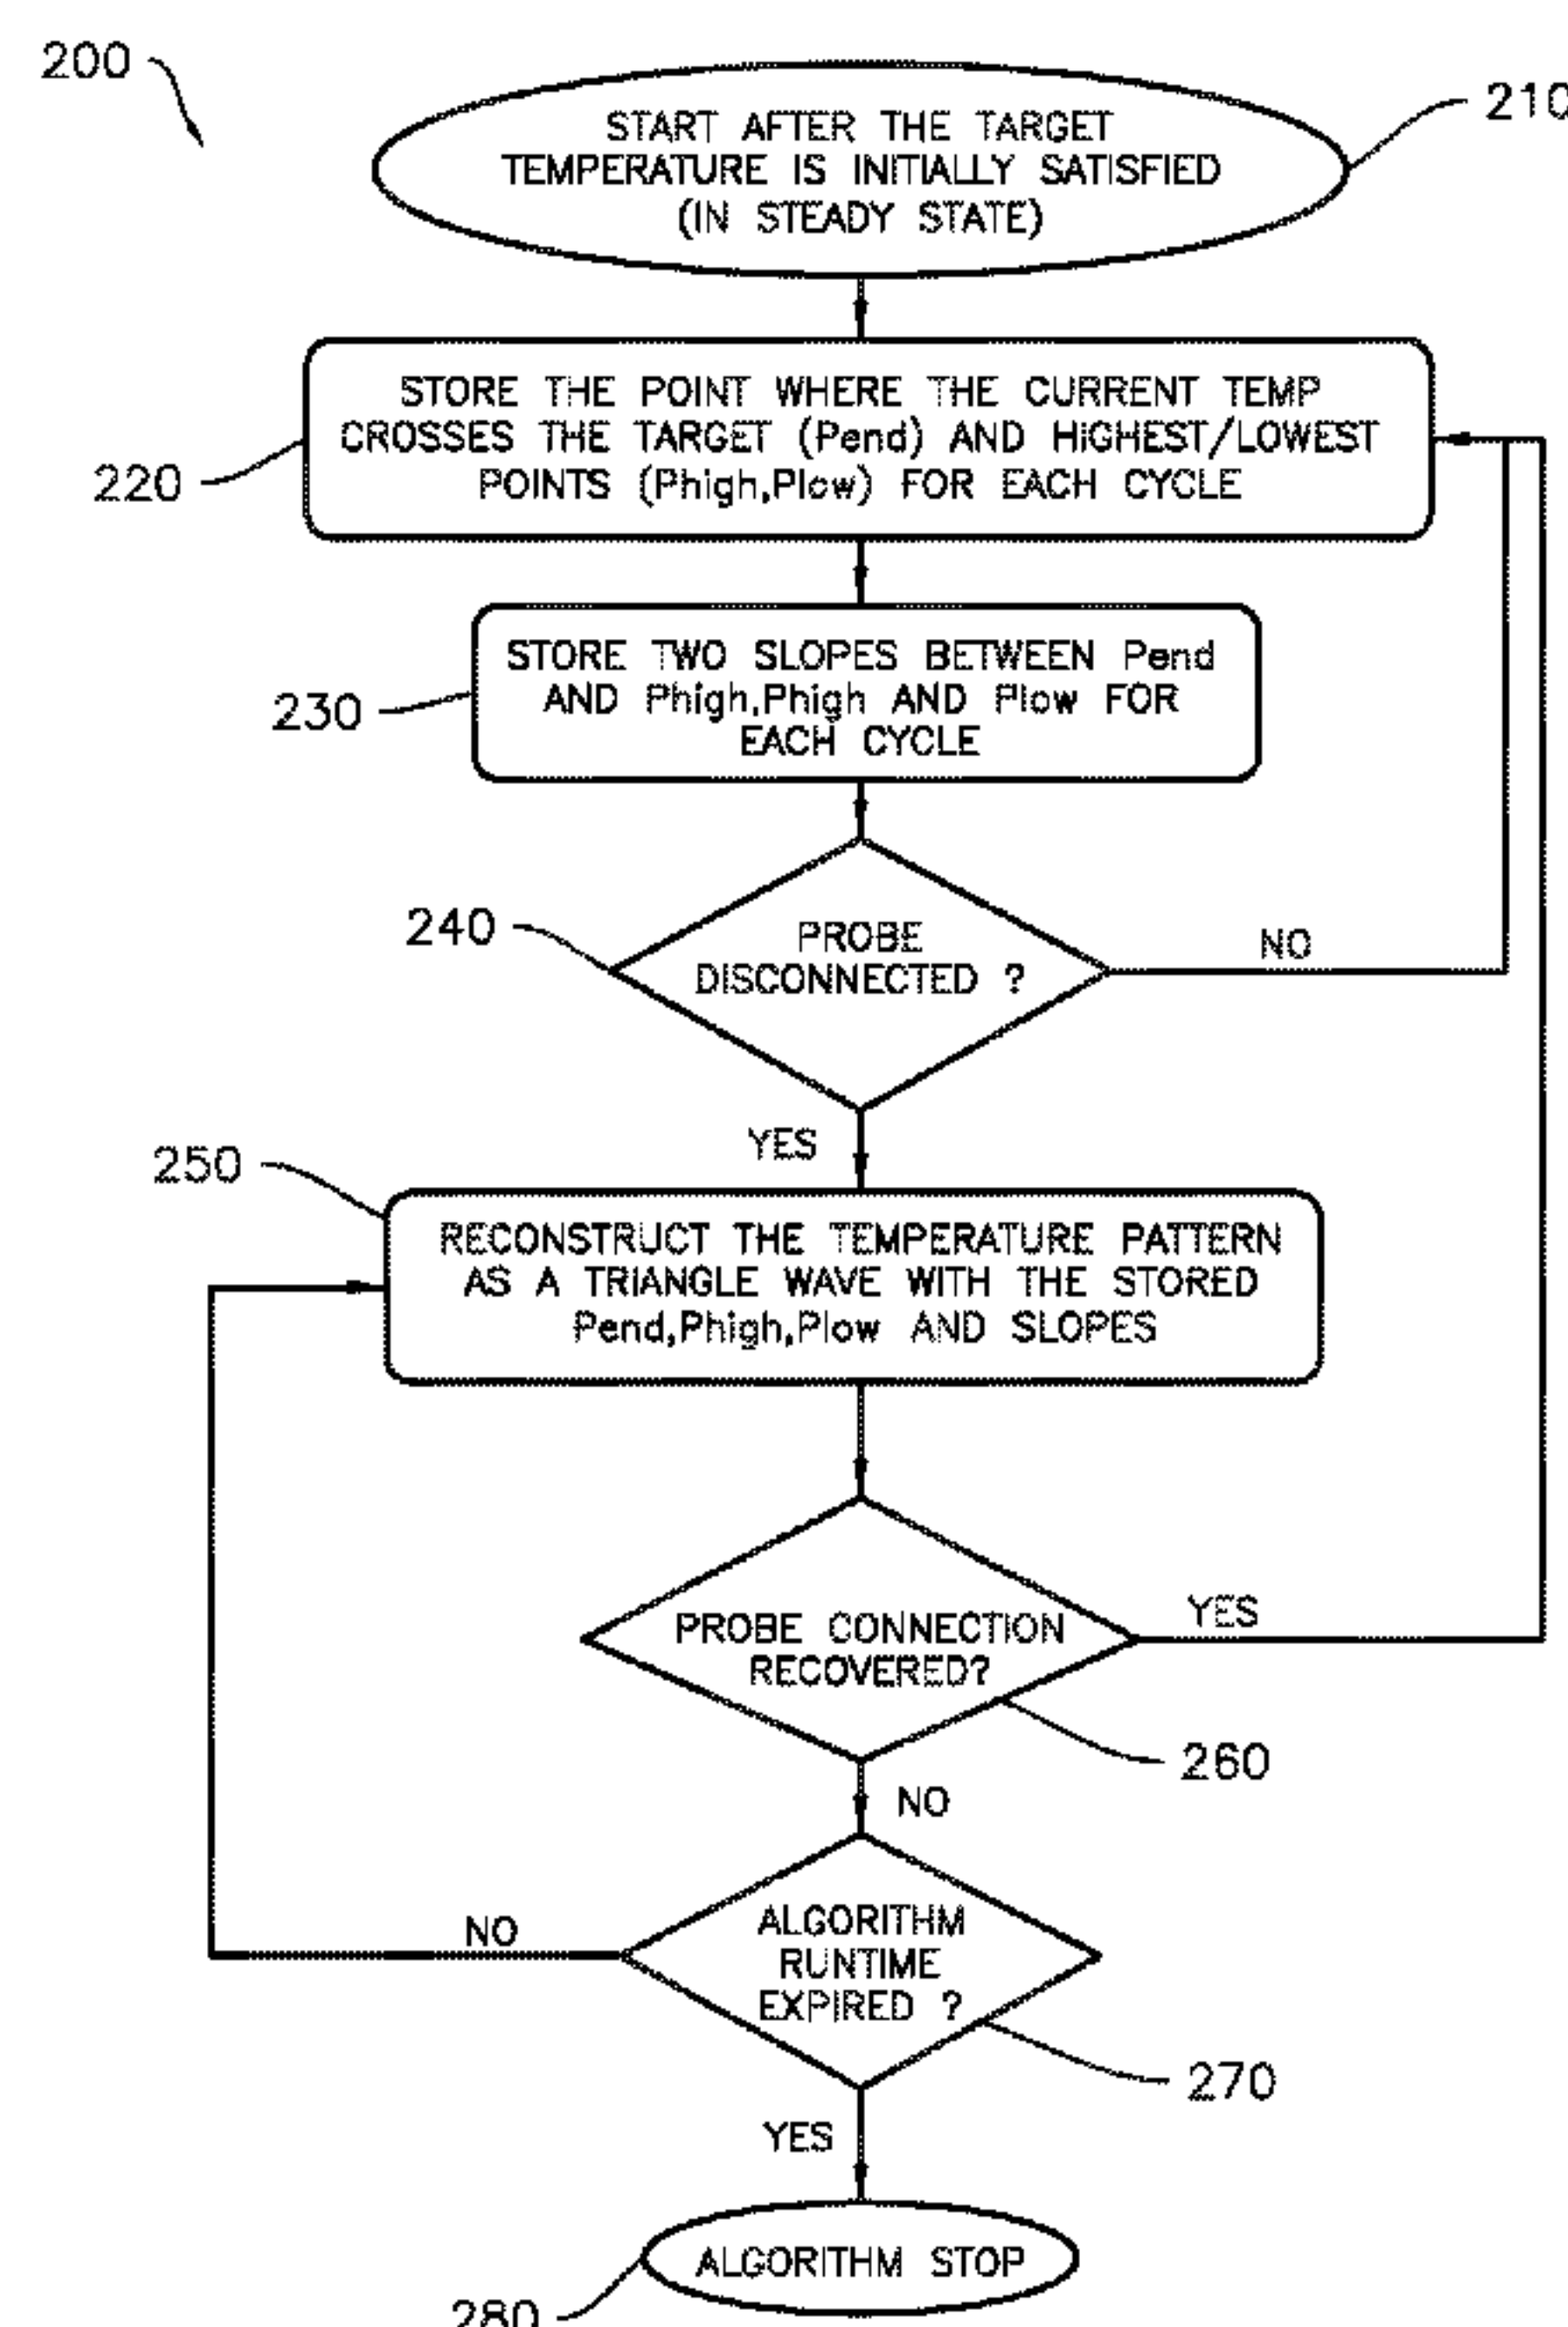 200
210
START AFTER THE TARGET
TEMPERATURE IS INITIALLY SATISFIED
(IN STEADY STATE)
STORE THE POINT WHERE THE CURRENT TEMP
CROSSES THE TARGET (Pend) AND HIGHEST/LOWEST
POINTS (Phigh,Plow) FOR EACH CYCLE
220
STORE TWO SLOPES BETWEEN Pend
AND Phigh,Phigh AND Plow FOR
EACH CYCLE
230
240
PROBE
DISCONNECTED ?
NO
YES
250
RECONSTRUCT THE TEMPERATURE PATTERN
AS A TRIANGLE WAVE WITH THE STORED
Pend,Phigh,Plow AND SLOPES
PROBE CONNECTION
RECOVERED?
YES
260
NO
ALGORITHM
RUNTIME
EXPIRED ?
NO
270
YES
ALGORITHM STOP
280